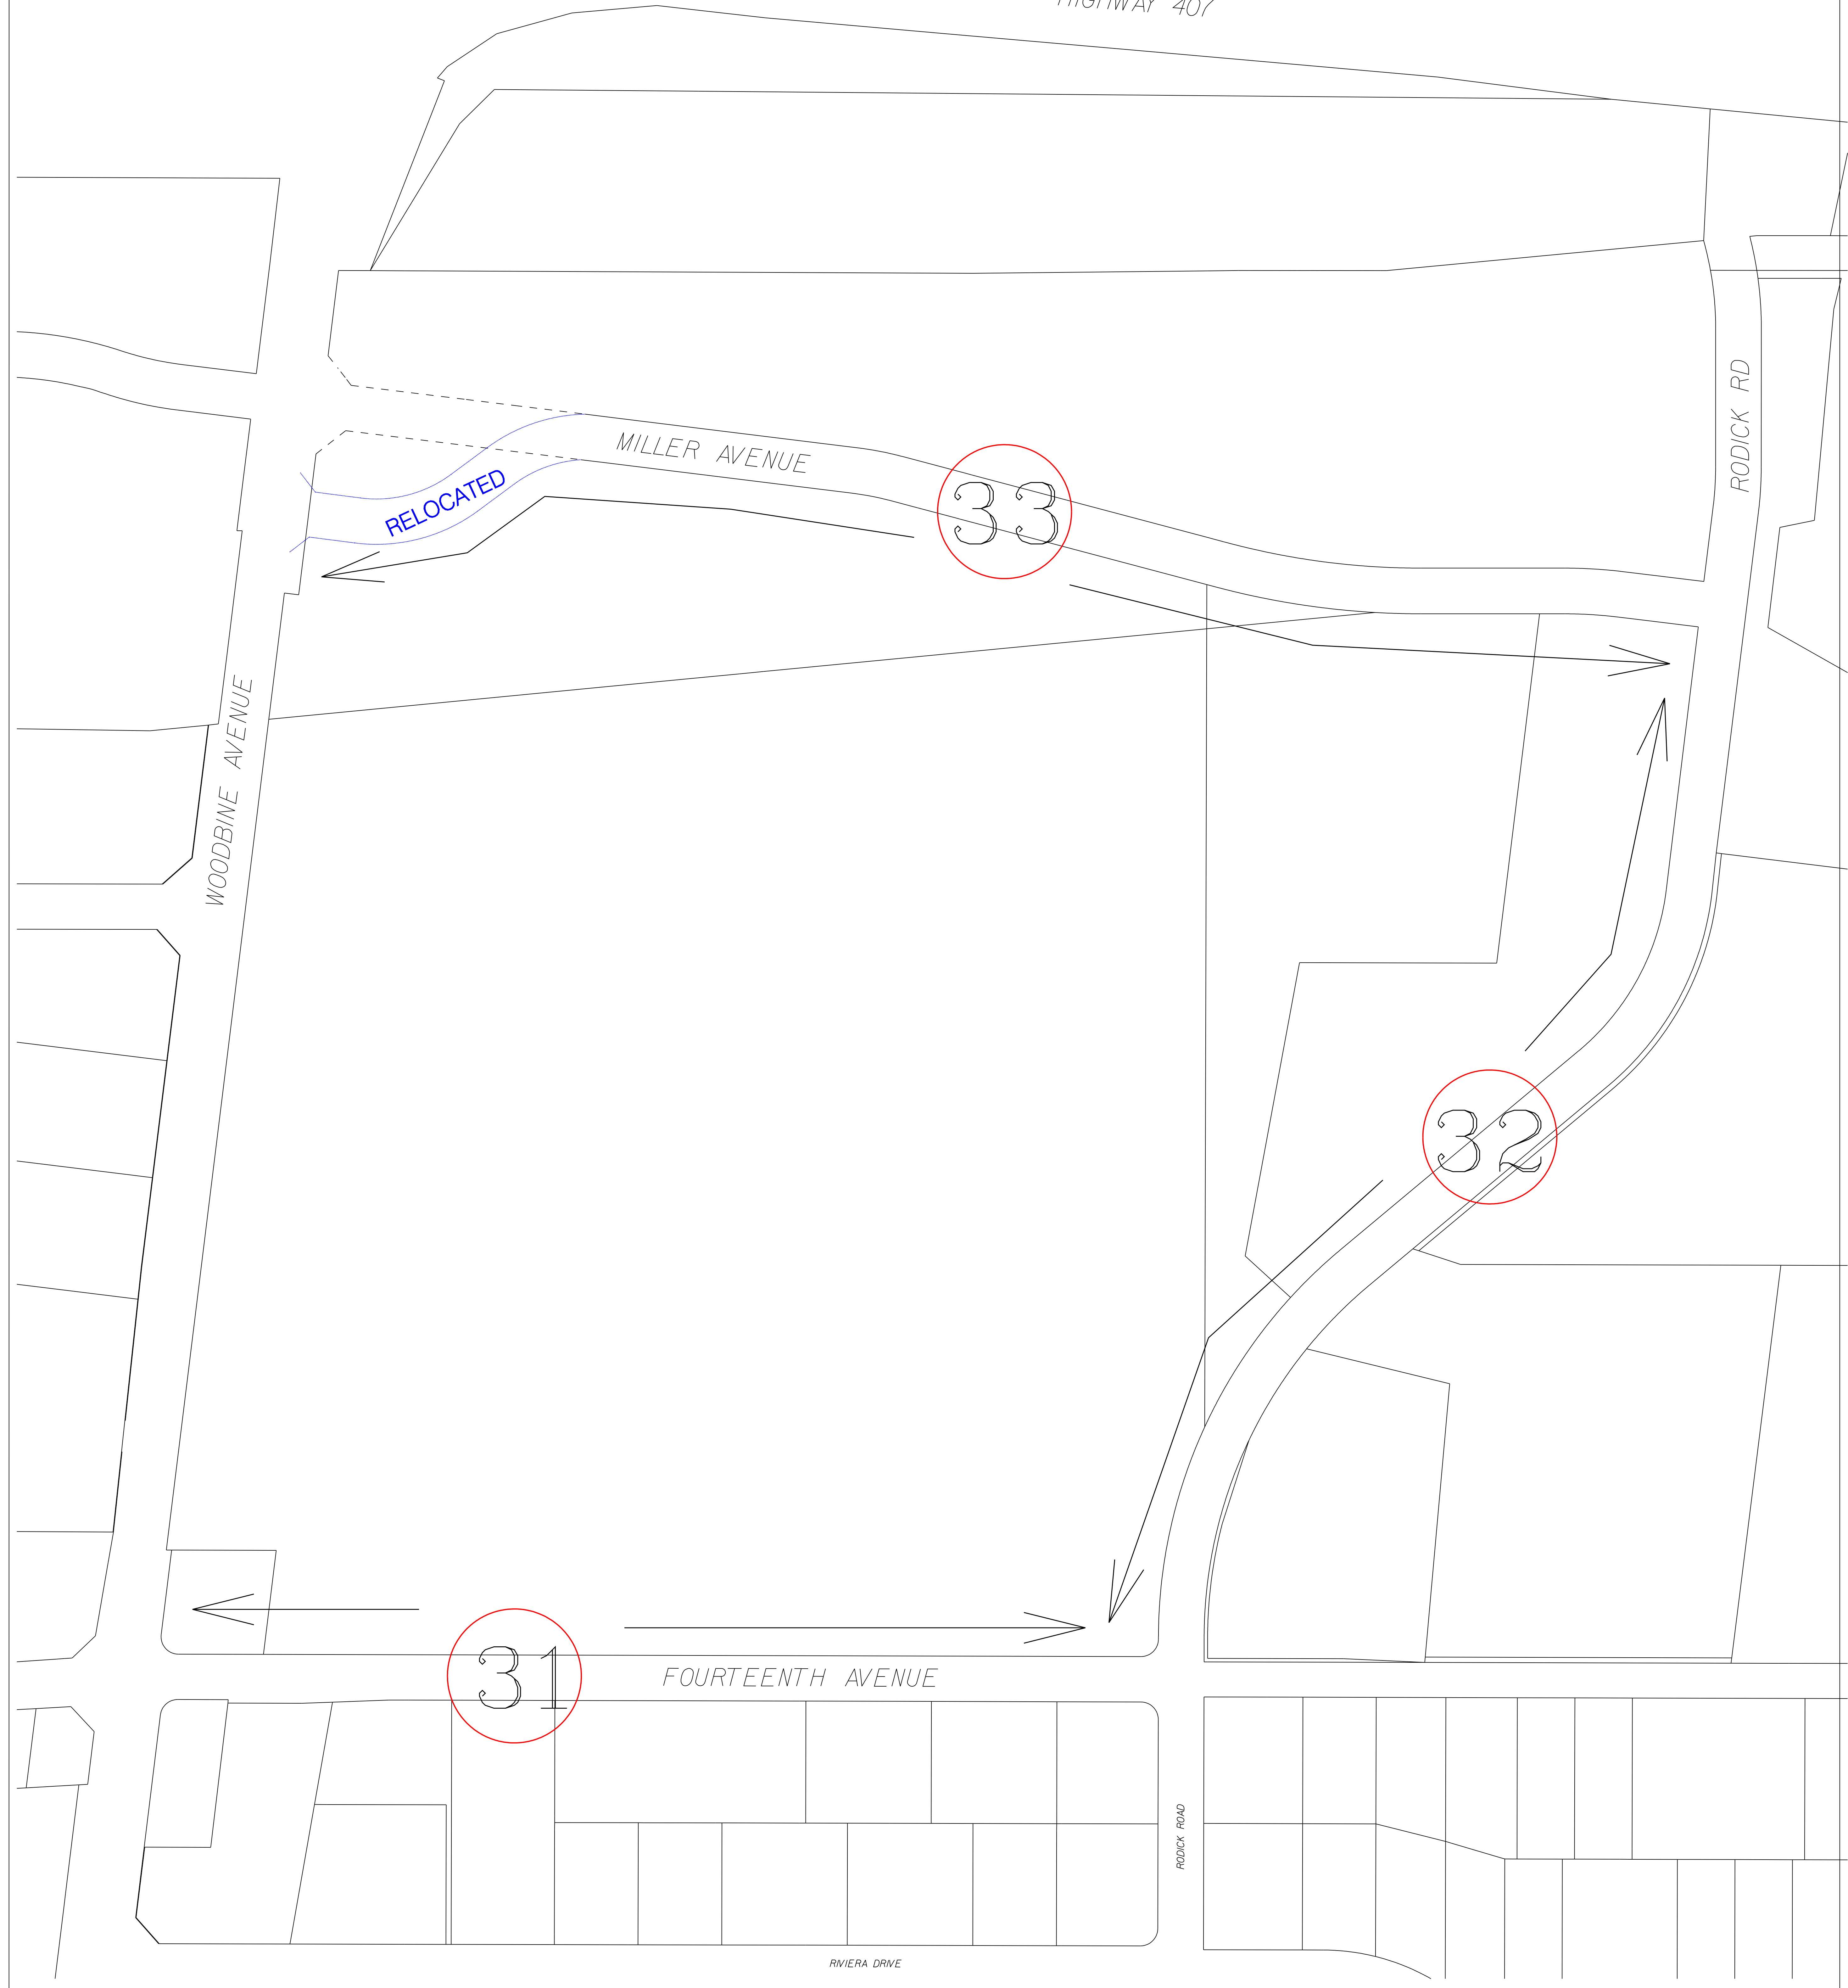 HIGHWAY 407
RODICK RD
MILLER AVENUE
RELOCATED
33
WOODBINE AVENUE
32
31
FOURTEENTH AVENUE
RODICK ROAD
RIVIERA DRIVE